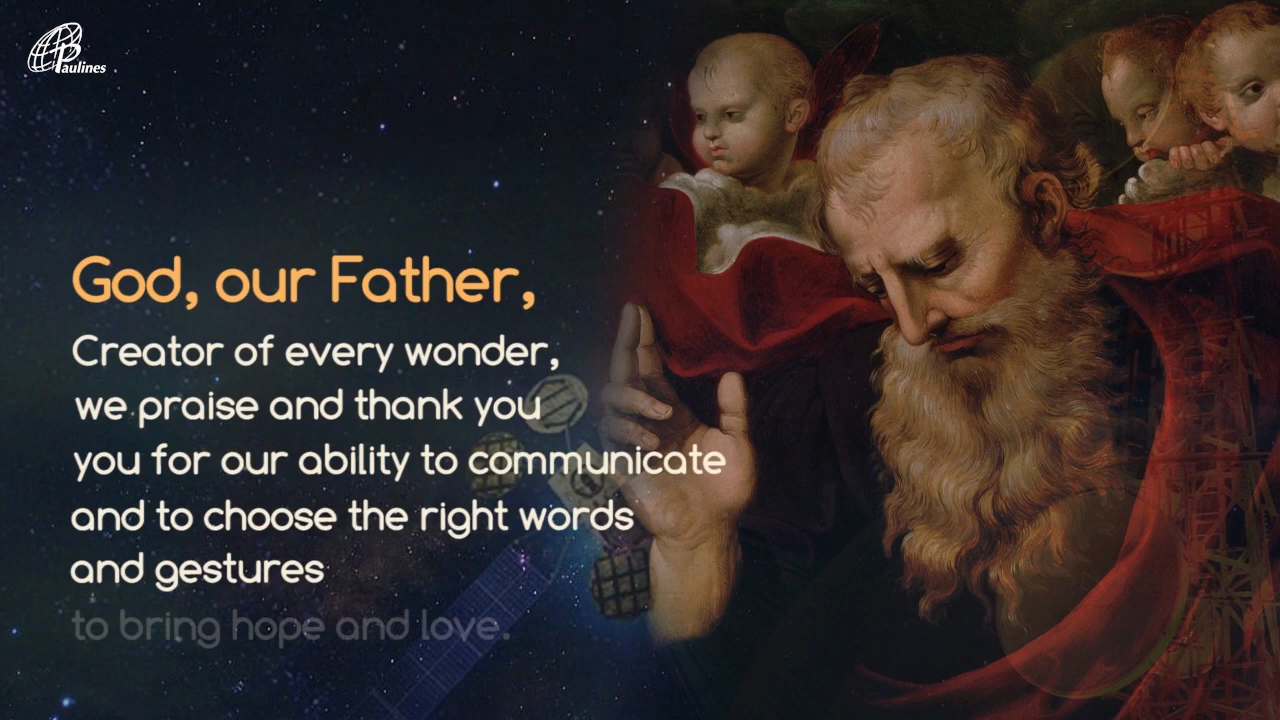 Paulines
God, our Father,
Creator of every wonder,
we praise and thank you
you for our ability to communicate
and to choose the right words
and gestures
to bring hope and love.